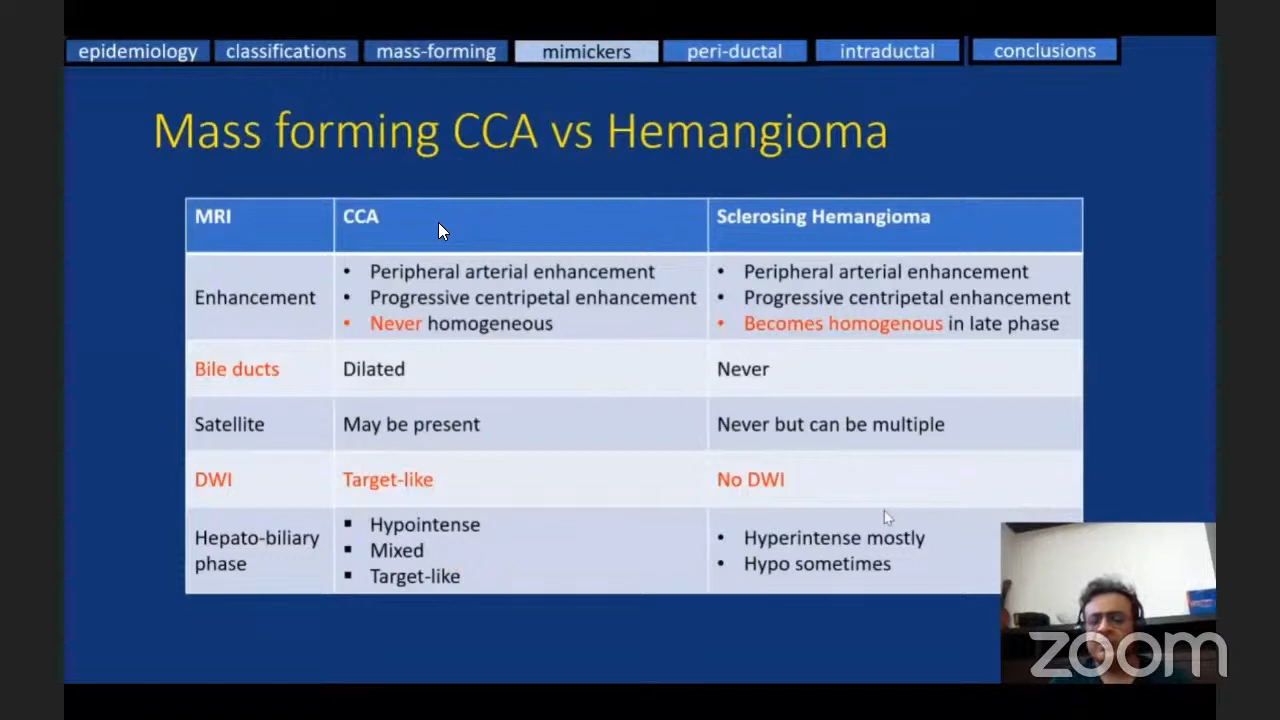 epidemiology classifications mass-forming mimickers peri-ductal intraductal conclusions
Mass forming CCA vs Hemangioma
MRI CCA Sclerosing Hemangioma
Enhancement
• Peripheral arterial enhancement
• Progressive centripetal enhancement
• Never homogeneous
• Peripheral arterial enhancement
• Progressive centripetal enhancement
• Becomes homogenous in late phase
Bile ducts Dilated Never
Satellite May be present Never but can be multiple
DWI Target-like No DWI
Hepato-biliary
phase
▪ Hypointense
▪ Mixed
▪ Target-like
• Hyperintense mostly
• Hypo sometimes
zoom